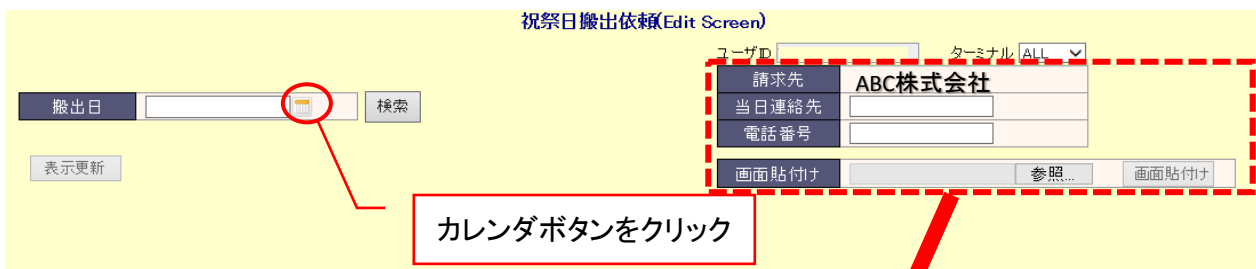 祝祭日搬出依頼(Edit Screen)
ユーザID ターミナル ALL
請求先 ABC株式会社
搬出日 検索 当日連絡先
電話番号
表示更新 画面貼付け 参照... 画面貼付け
カレンダボタンをクリック